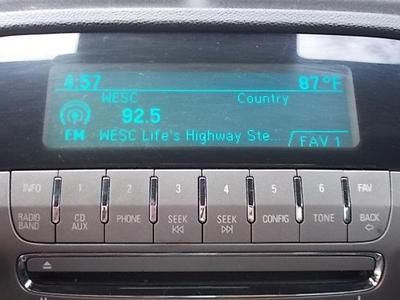 4:57 87°F
WESC Country
92.5
FM WESC Life's Highway Ste... FAV 1
INFO 1 2 3 4 5 6 FAV
RADIO BAND CD AUX PHONE SEEK SEEK CONFIG TONE BACK